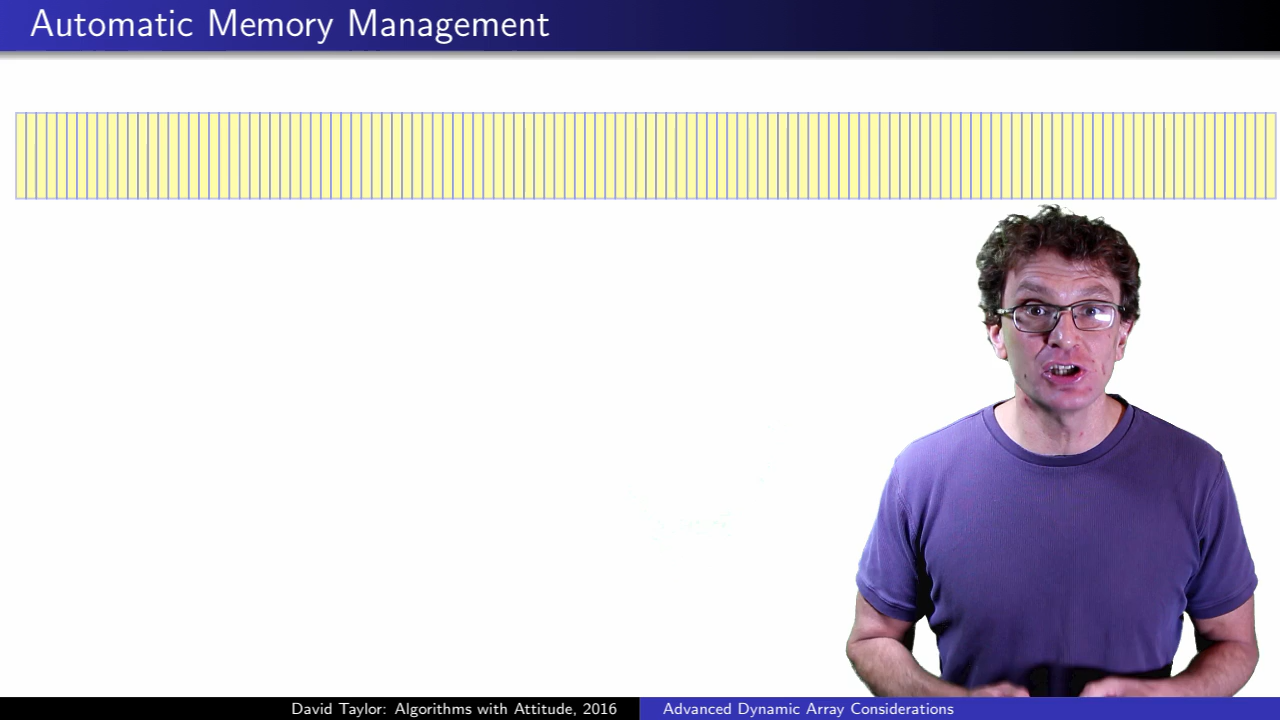 Automatic Memory Management
David Taylor: Algorithms with Attitude, 2016
Advanced Dynamic Array Considerations